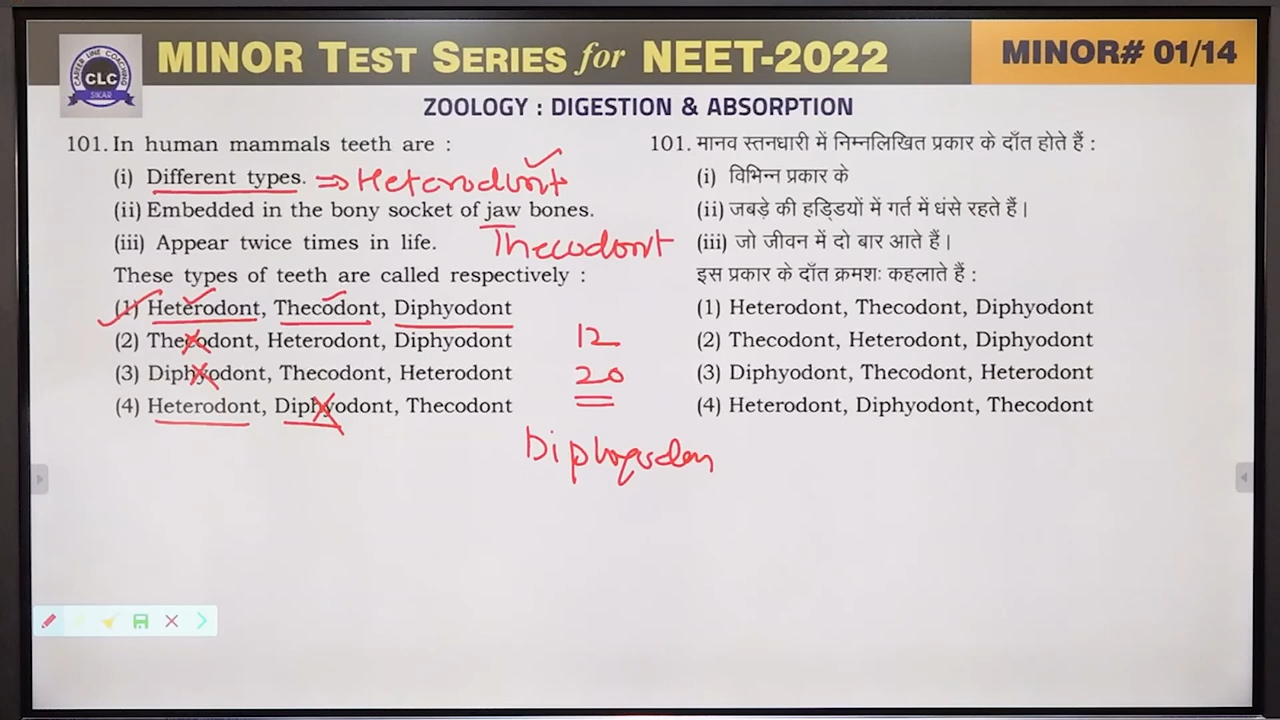 CAREER LINE COACHING
CLC
SIKAR
MINOR TEST SERIES for NEET-2022
MINOR# 01/14
ZOOLOGY : DIGESTION & ABSORPTION
101. In human mammals teeth are :
(i) Different types. ⇒ Heterodont
(ii) Embedded in the bony socket of jaw bones.
(iii) Appear twice times in life. Thecodont
These types of teeth are called respectively :
(1) Heterodont, Thecodont, Diphyodont
(2) Thecodont, Heterodont, Diphyodont 12
(3) Diphyodont, Thecodont, Heterodont 20
(4) Heterodont, Diphyodont, Thecodont
101. मानव स्तनधारी में निम्नलिखित प्रकार के दाँत होते हैं :
(i) विभिन्न प्रकार के
(ii) जबड़े की हड्डियों में गर्त में धंसे रहते हैं।
(iii) जो जीवन में दो बार आते हैं।
इस प्रकार के दाँत क्रमशः कहलाते हैं :
(1) Heterodont, Thecodont, Diphyodont
(2) Thecodont, Heterodont, Diphyodont
(3) Diphyodont, Thecodont, Heterodont
(4) Heterodont, Diphyodont, Thecodont